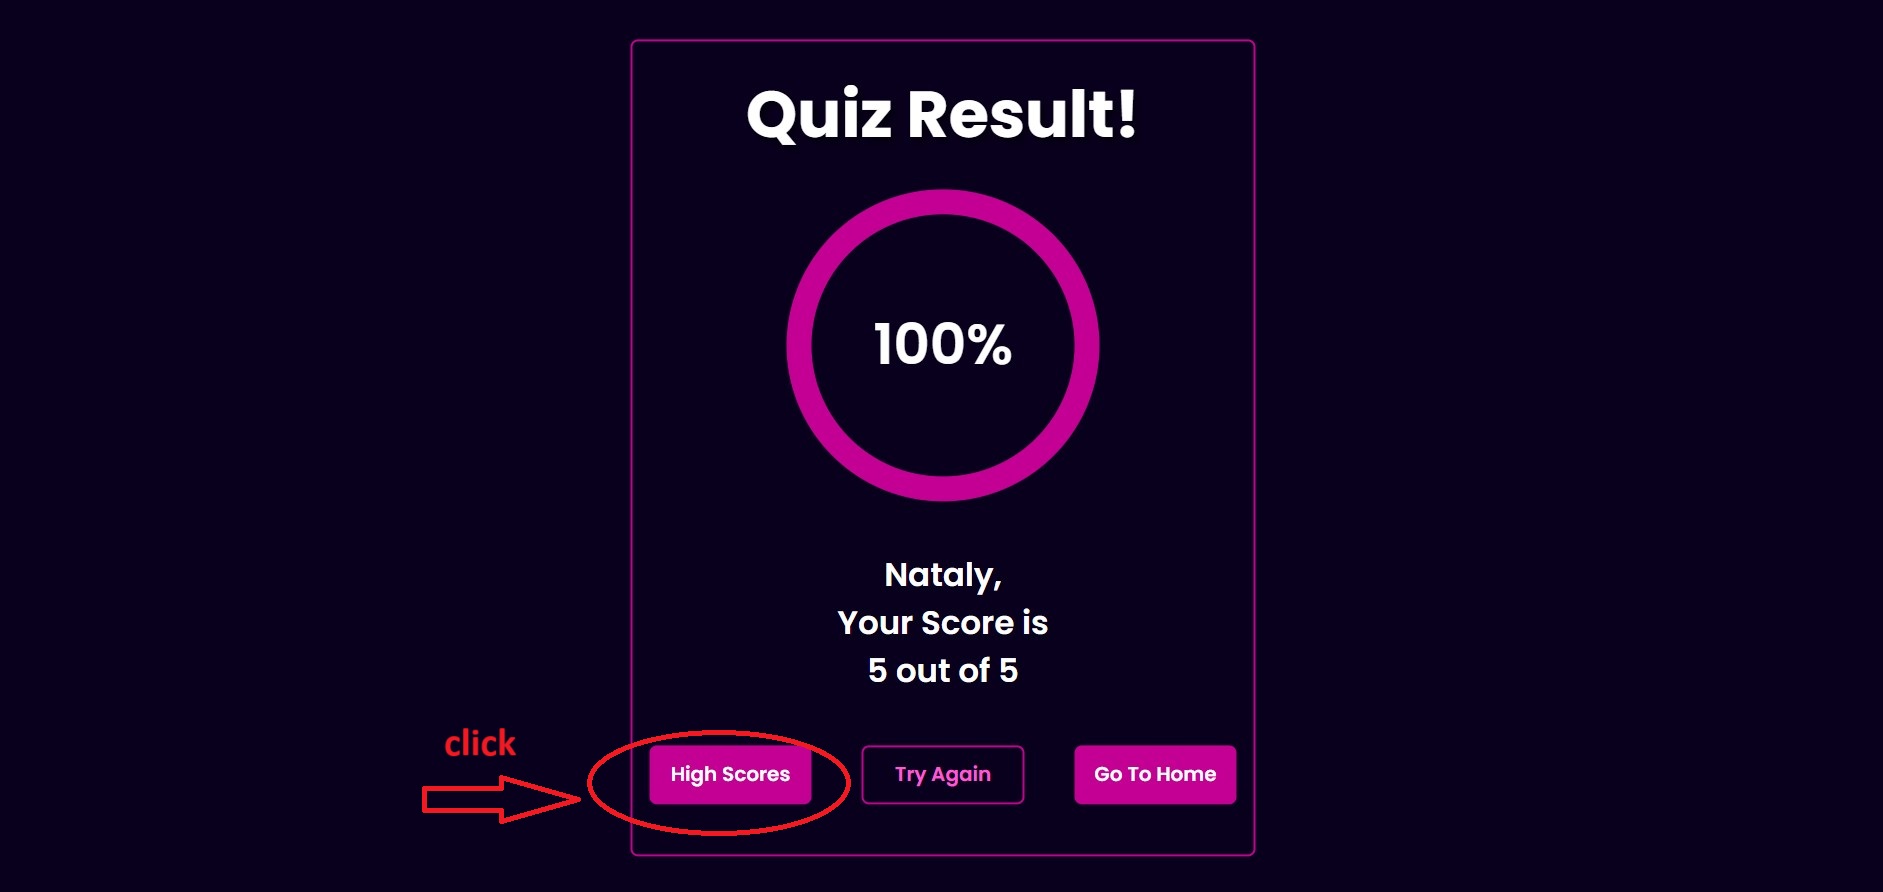 Quiz Result!
100%
Nataly,
Your Score is
5 out of 5
click
High Scores
Try Again
Go To Home